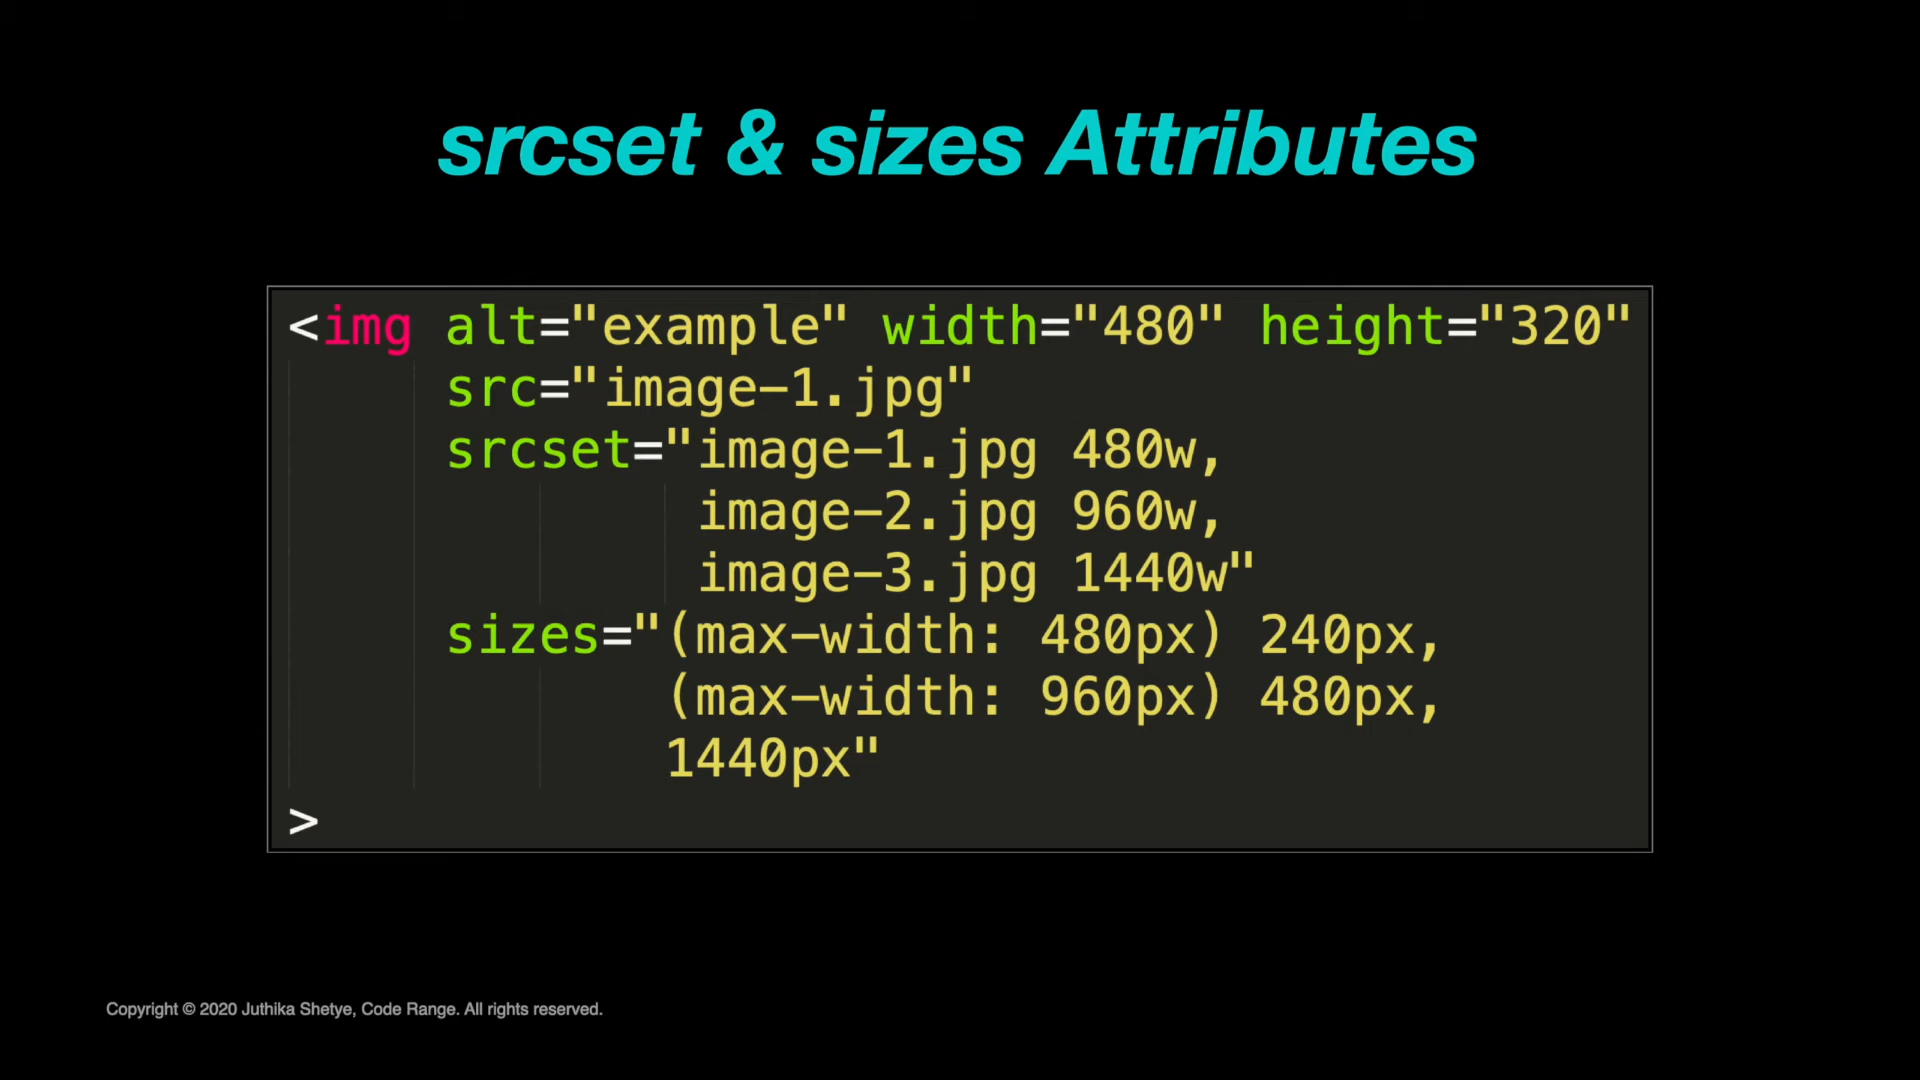 srcset & sizes Attributes
<img alt="example" width="480" height="320"
src="image-1.jpg"
srcset="image-1.jpg 480w,
image-2.jpg 960w,
image-3.jpg 1440w"
sizes="(max-width: 480px) 240px,
(max-width: 960px) 480px,
1440px"
>
Copyright © 2020 Juthika Shetye, Code Range. All rights reserved.